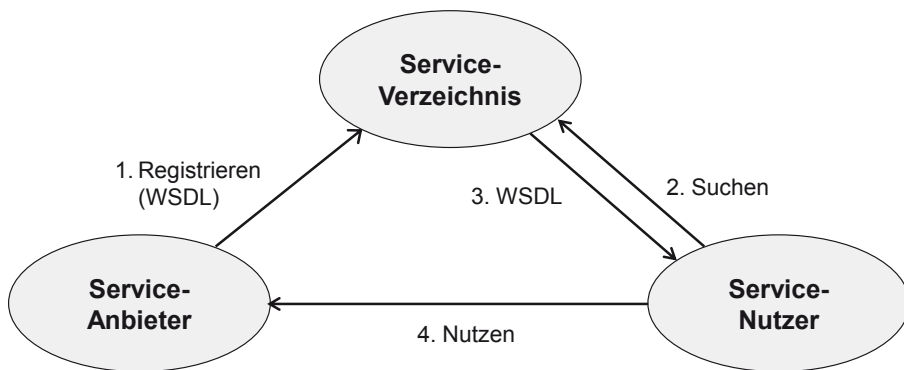 Service-
Verzeichnis
1. Registrieren
(WSDL)
3. WSDL
2. Suchen
Service-
Anbieter
4. Nutzen
Service-
Nutzer